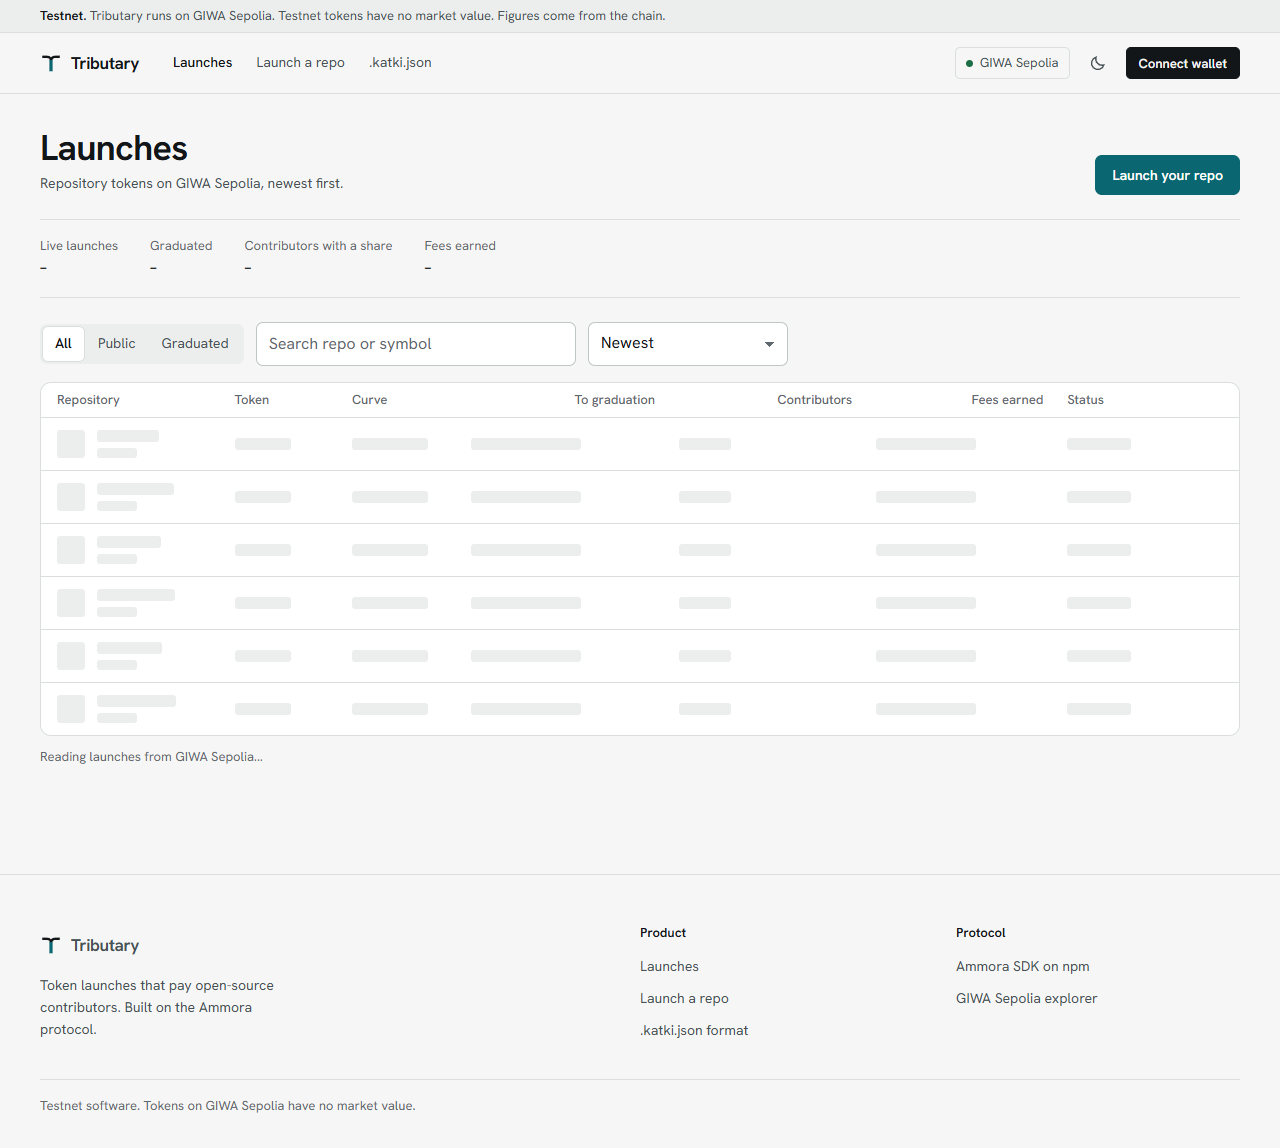 Testnet. Tributary runs on GIWA Sepolia. Testnet tokens have no market value. Figures come from the chain.
Tributary Launches Launch a repo .katki.json GIWA Sepolia Connect wallet
Launches
Repository tokens on GIWA Sepolia, newest first.
Launch your repo
Live launches Graduated Contributors with a share Fees earned
– – – –
All Public Graduated Search repo or symbol Newest
Repository Token Curve To graduation Contributors Fees earned Status
Reading launches from GIWA Sepolia…
Tributary
Token launches that pay open-source
contributors. Built on the Ammora
protocol.
Product
Launches
Launch a repo
.katki.json format
Protocol
Ammora SDK on npm
GIWA Sepolia explorer
Testnet software. Tokens on GIWA Sepolia have no market value.